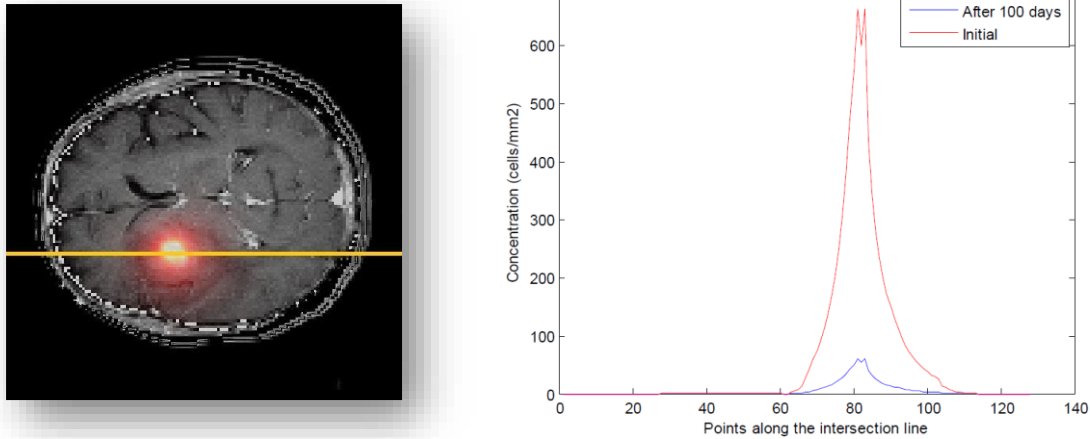 After 100 days
Initial
600
500
400
300
200
100
0
Concentration (cells/mm2)
0 20 40 60 80 100 120 140
Points along the intersection line